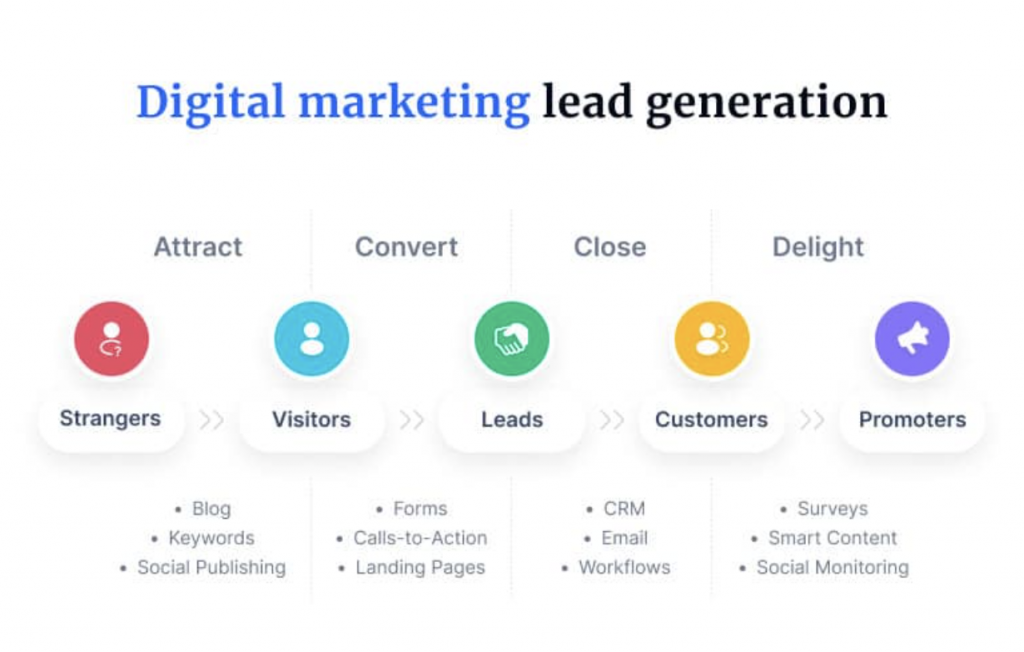 Digital marketing lead generation
Attract Convert Close Delight
?
Strangers Visitors Leads Customers Promoters
• Blog • Forms • CRM • Surveys
• Keywords • Calls-to-Action • Email • Smart Content
• Social Publishing • Landing Pages • Workflows • Social Monitoring